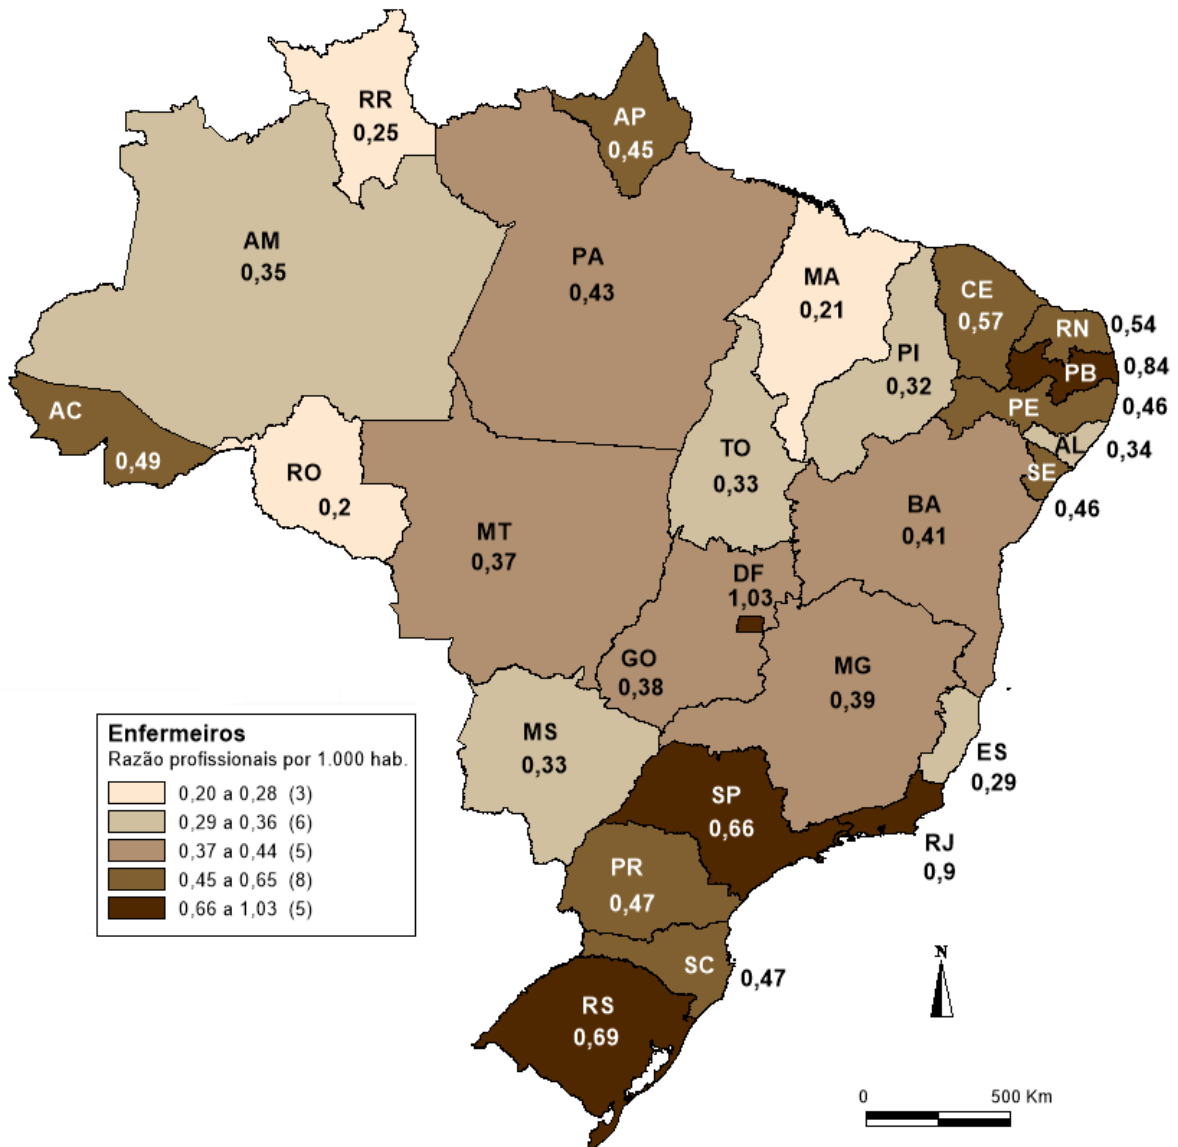 RR
0,25
AP
0,45
AM
0,35
PA
0,43
MA
0,21
CE
0,57
RN
0,54
PI
0,32
PB
0,84
PE
0,46
AC
0,49
AL
0,34
SE
0,46
TO
0,33
RO
0,2
BA
0,41
MT
0,37
DF
1,03
GO
0,38
MG
0,39
MS
0,33
ES
0,29
SP
0,66
RJ
0,9
PR
0,47
SC
0,47
RS
0,69
Enfermeiros
Razão profissionais por 1.000 hab.
0,20 a 0,28 (3)
0,29 a 0,36 (6)
0,37 a 0,44 (5)
0,45 a 0,65 (8)
0,66 a 1,03 (5)
N
0 500 Km